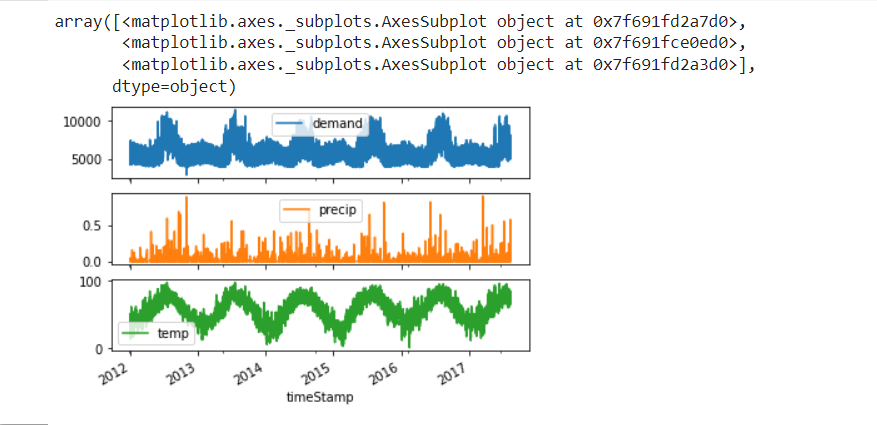 array([<matplotlib.axes._subplots.AxesSubplot object at 0x7f691fd2a7d0>,
<matplotlib.axes._subplots.AxesSubplot object at 0x7f691fce0ed0>,
<matplotlib.axes._subplots.AxesSubplot object at 0x7f691fd2a3d0>],
dtype=object)
10000
demand
5000
precip
0.5
0.0
100
temp
0
2012 2013 2014 2015 2016 2017
timeStamp